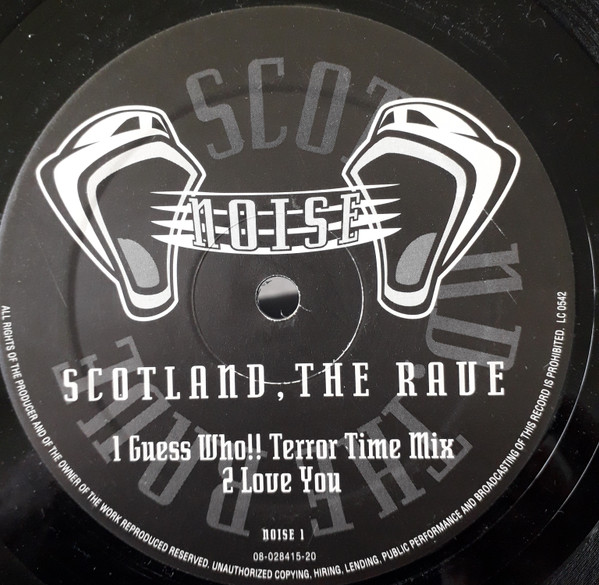 SCOTLAND THE RAVE
NOISE
SCOTLAND, THE RAVE
1 Guess Who!! Terror Time Mix
2 Love You
NOISE 1
08-028415-20
ALL RIGHTS OF THE PRODUCER AND OF THE OWNER OF THE WORK REPRODUCED RESERVED. UNAUTHORIZED COPYING, HIRING, LENDING, PUBLIC PERFORMANCE AND BROADCASTING OF THIS RECORD IS PROHIBITED. LC 0542